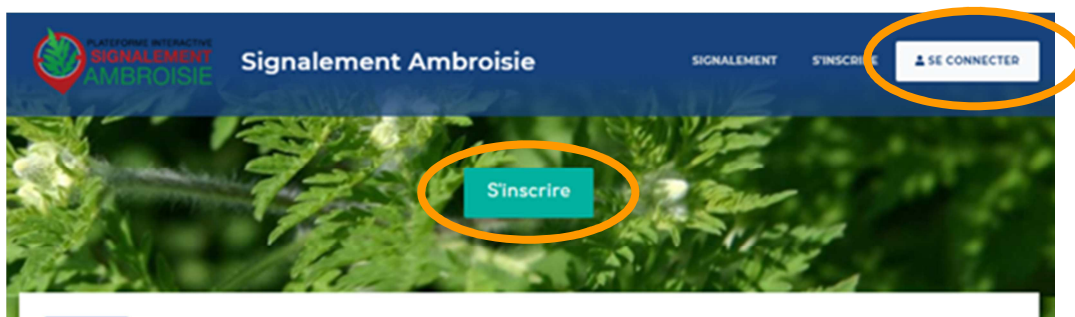 PLATEFORME INTERACTIVE
SIGNALEMENT
AMBROISIE
Signalement Ambroisie
SIGNALEMENT
S'INSCRIRE
SE CONNECTER
S'inscrire